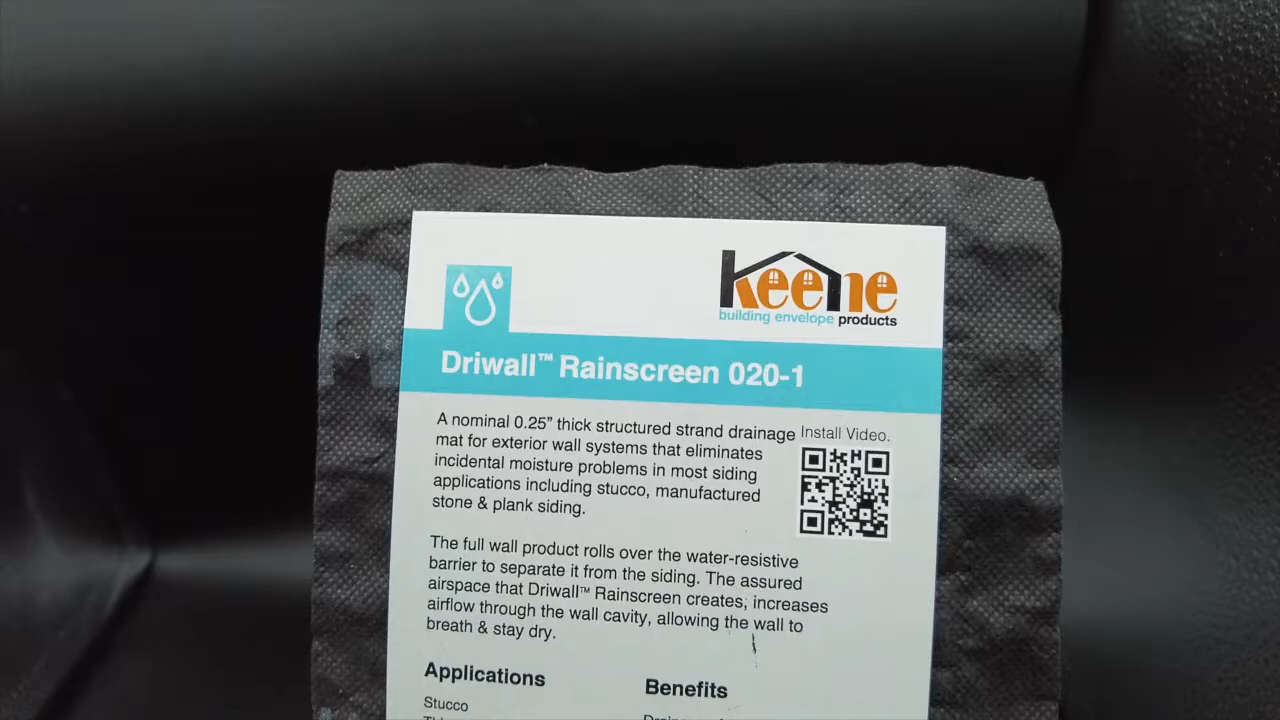 Keene
building envelope products
Driwall™ Rainscreen 020-1
A nominal 0.25” thick structured strand drainage
mat for exterior wall systems that eliminates
incidental moisture problems in most siding
applications including stucco, manufactured
stone & plank siding.
Install Video.
The full wall product rolls over the water-resistive
barrier to separate it from the siding. The assured
airspace that Driwall™ Rainscreen creates, increases
airflow through the wall cavity, allowing the wall to
breath & stay dry.
Applications
Stucco
Benefits